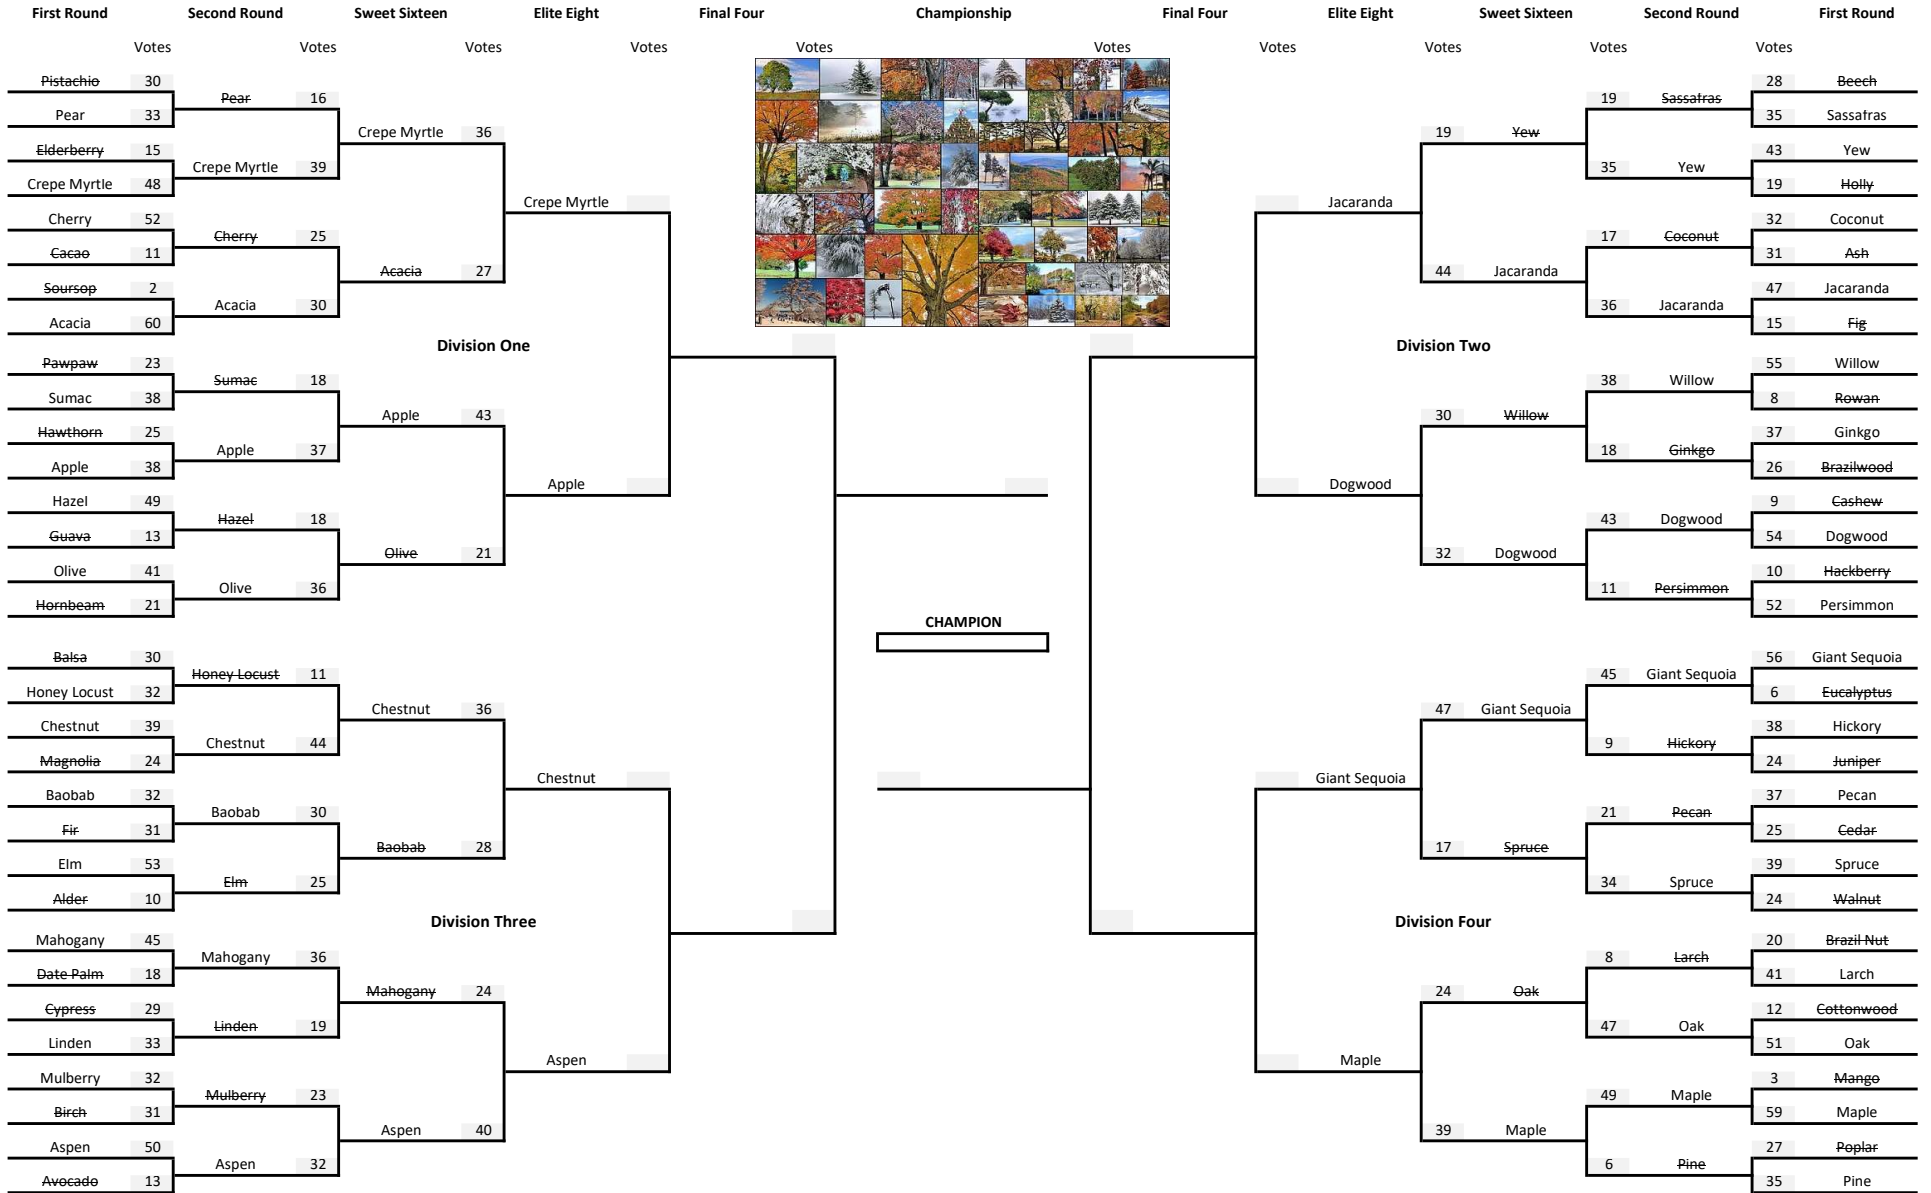 First Round Second Round Sweet Sixteen Elite Eight Final Four Championship Final Four Elite Eight Sweet Sixteen Second Round First Round
Votes Votes Votes Votes Votes Votes Votes Votes Votes Votes
Pistachio 30 28 Beech
Pear 16 19 Sassafras
Pear 33 35 Sassafras
Crepe Myrtle 36 19 Yew
Elderberry 15 43 Yew
Crepe Myrtle 39 35 Yew
Crepe Myrtle 48 19 Holly
Crepe Myrtle Jacaranda
Cherry 52 32 Coconut
Cherry 25 17 Coconut
Cacao 11 31 Ash
Acacia 27 44 Jacaranda
Soursop 2 47 Jacaranda
Acacia 30 36 Jacaranda
Acacia 60 15 Fig
Division One Division Two
Pawpaw 23 55 Willow
Sumac 18 38 Willow
Sumac 38 8 Rowan
Apple 43 30 Willow
Hawthorn 25 37 Ginkgo
Apple 37 18 Ginkgo
Apple 38 26 Brazilwood
Apple Dogwood
Hazel 49 9 Cashew
Hazel 18 43 Dogwood
Guava 13 54 Dogwood
Olive 21 32 Dogwood
Olive 41 10 Hackberry
Olive 36 11 Persimmon
Hornbeam 21 52 Persimmon
CHAMPION
Balsa 30 56 Giant Sequoia
Honey Locust 11 45 Giant Sequoia
Honey Locust 32 6 Eucalyptus
Chestnut 36 47 Giant Sequoia
Chestnut 39 38 Hickory
Chestnut 44 9 Hickory
Magnolia 24 24 Juniper
Chestnut Giant Sequoia
Baobab 32 37 Pecan
Baobab 30 21 Pecan
Fir 31 25 Cedar
Baobab 28 17 Spruce
Elm 53 39 Spruce
Elm 25 34 Spruce
Alder 10 24 Walnut
Division Three Division Four
Mahogany 45 20 Brazil Nut
Mahogany 36 8 Larch
Date Palm 18 41 Larch
Mahogany 24 24 Oak
Cypress 29 12 Cottonwood
Linden 19 47 Oak
Linden 33 51 Oak
Aspen Maple
Mulberry 32 3 Mango
Mulberry 23 49 Maple
Birch 31 59 Maple
Aspen 40 39 Maple
Aspen 50 27 Poplar
Aspen 32 6 Pine
Avocado 13 35 Pine